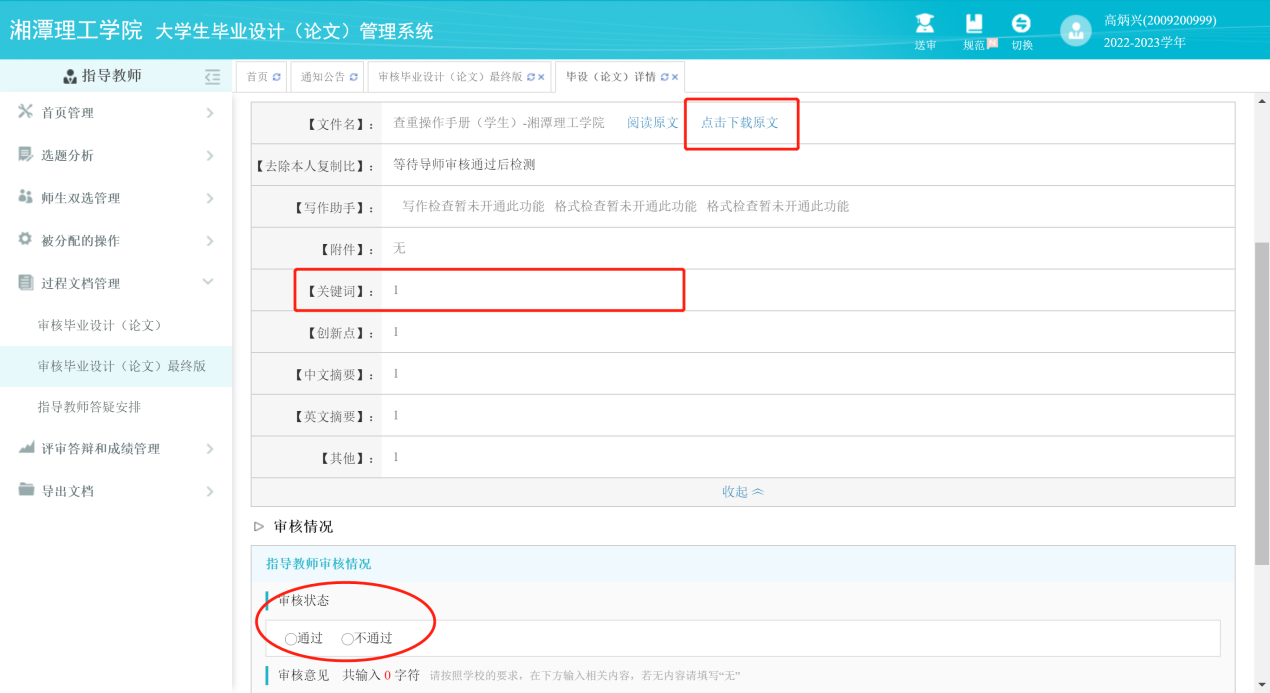 湘潭理工学院 大学生毕业设计（论文）管理系统
送审 规范 切换
高炳兴(2009200999)
2022-2023学年
指导教师
首页 通知公告 审核毕业设计（论文）最终版 毕设（论文）详情
首页管理
选题分析
师生双选管理
被分配的操作
过程文档管理
审核毕业设计（论文）
审核毕业设计（论文）最终版
指导教师答疑安排
评审答辩和成绩管理
导出文档
【文件名】： 查重操作手册（学生）-湘潭理工学院 阅读原文 点击下载原文
【去除本人复制比】： 等待导师审核通过后检测
【写作助手】： 写作检查暂未开通此功能 格式检查暂未开通此功能 格式检查暂未开通此功能
【附件】： 无
【关键词】： 1
【创新点】： 1
【中文摘要】： 1
【英文摘要】： 1
【其他】： 1
收起
审核情况
指导教师审核情况
审核状态
通过 不通过
审核意见 共输入 0 字符 请按照学校的要求，在下方输入相关内容，若无内容请填写“无”